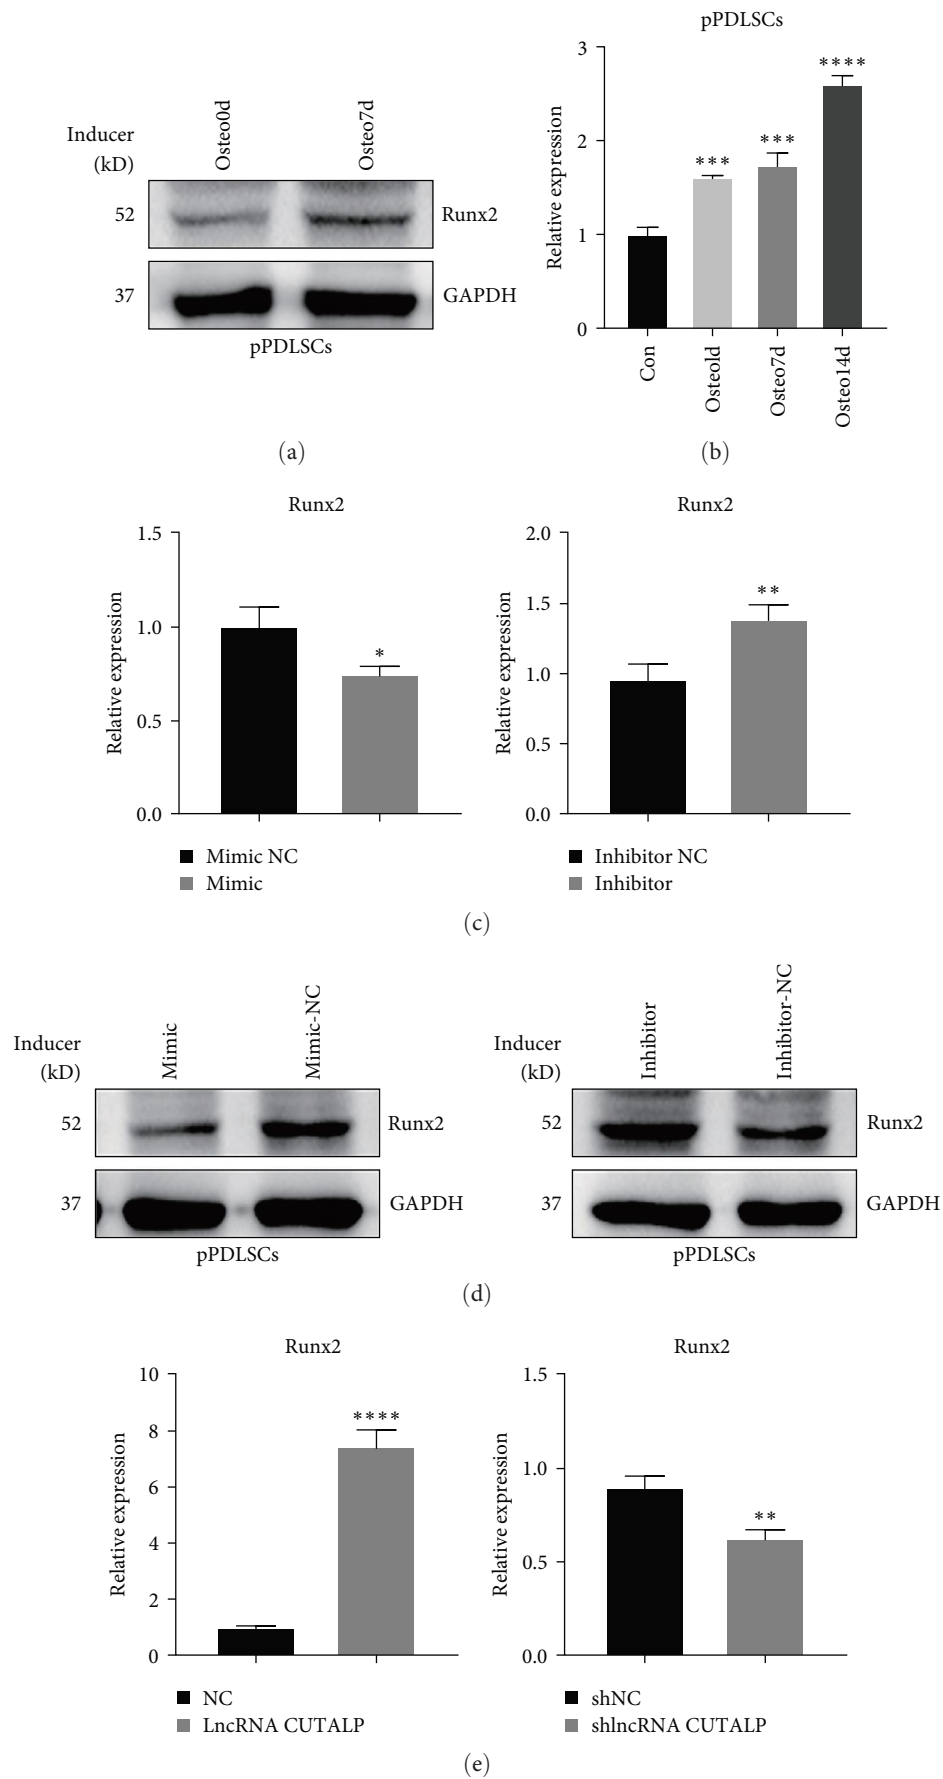 Inducer
(kD)
Osteo0d
Osteo7d
52
Runx2
37
GAPDH
pPDLSCs
(a)
pPDLSCs
Relative expression
3
2
1
0
***
***
****
Con
Osteold
Osteo7d
Osteo14d
(b)
Runx2
Relative expression
1.5
1.0
0.5
0.0
*
Mimic NC
Mimic
Runx2
Relative expression
2.0
1.5
1.0
0.5
0.0
**
Inhibitor NC
Inhibitor
(c)
Inducer
(kD)
Mimic
Mimic-NC
52
Runx2
37
GAPDH
pPDLSCs
Inducer
(kD)
Inhibitor
Inhibitor-NC
52
Runx2
37
GAPDH
pPDLSCs
(d)
Runx2
Relative expression
10
8
6
4
2
0
****
NC
LncRNA CUTALP
Runx2
Relative expression
1.5
1.0
0.5
0.0
**
shNC
shlncRNA CUTALP
(e)